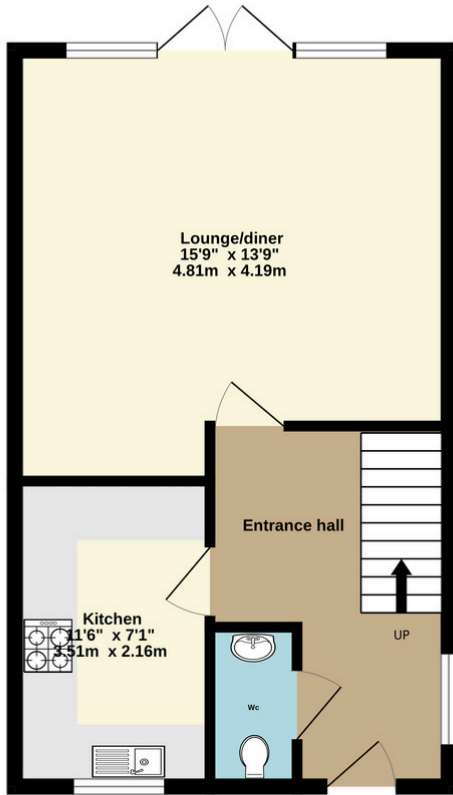 Lounge/diner
15'9" x 13'9"
4.81m x 4.19m
Entrance hall
Kitchen
11'6" x 7'1"
3.51m x 2.16m
UP
Wc